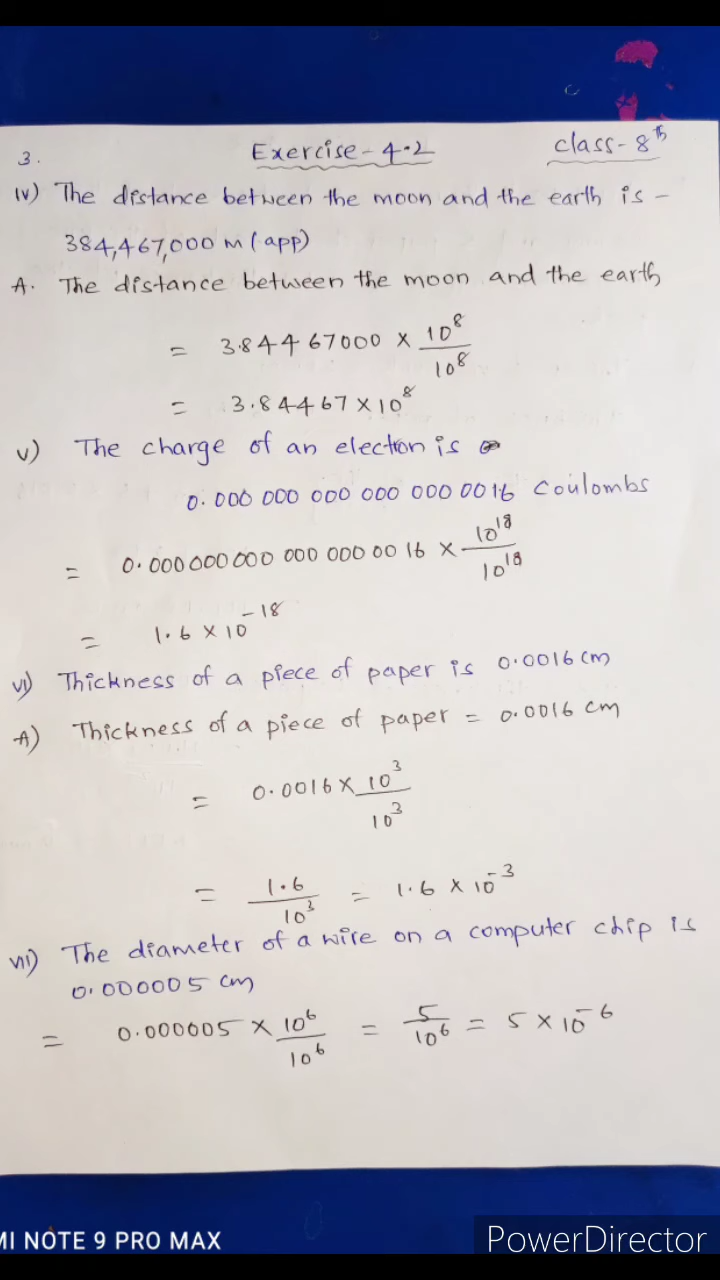 3. Exercise-4.2 class-8th
iv) The distance between the moon and the earth is -
384,467,000 m (app)
A. The distance between the moon and the earth
= 3.844 67000 × 10^8/10^8
= 3.84467×10^8
v) The charge of an electron is
0.000 000 000 000 000 0016 coulombs
= 0.000000000 000 000 00 16 × 10^18/10^18
= 1.6 × 10^-18
vi) Thickness of a piece of paper is 0.0016 cm
A) Thickness of a piece of paper = 0.0016 cm
= 0.0016 × 10^3/10^3
= 1.6/10^3 = 1.6 × 10^-3
vii) The diameter of a wire on a computer chip is
0.000005 cm
= 0.000005 × 10^6/10^6 = 5/10^6 = 5 × 10^-6
MI NOTE 9 PRO MAX
PowerDirector